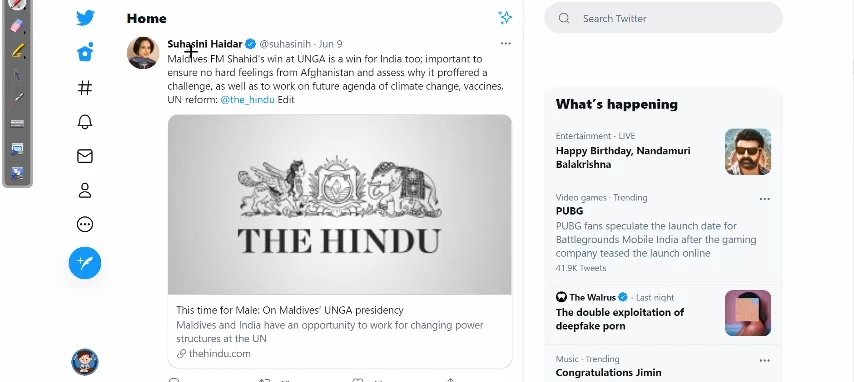 Home
Suhasini Haidar @suhasinih · Jun 9
Maldives FM Shahid's win at UNGA is a win for India too; important to
ensure no hard feelings from Afghanistan and assess why it proffered a
challenge, as well as to work on future agenda of climate change, vaccines,
UN reform: @the_hindu Edit
THE HINDU
This time for Male: On Maldives' UNGA presidency
Maldives and India have an opportunity to work for changing power
structures at the UN
thehindu.com
Search Twitter
What's happening
Entertainment · LIVE
Happy Birthday, Nandamuri
Balakrishna
Video games · Trending
PUBG
PUBG fans speculate the launch date for
Battlegrounds Mobile India after the gaming
company teased the launch online
41.9K Tweets
The Walrus · Last night
The double exploitation of
deepfake porn
Music · Trending
Congratulations Jimin